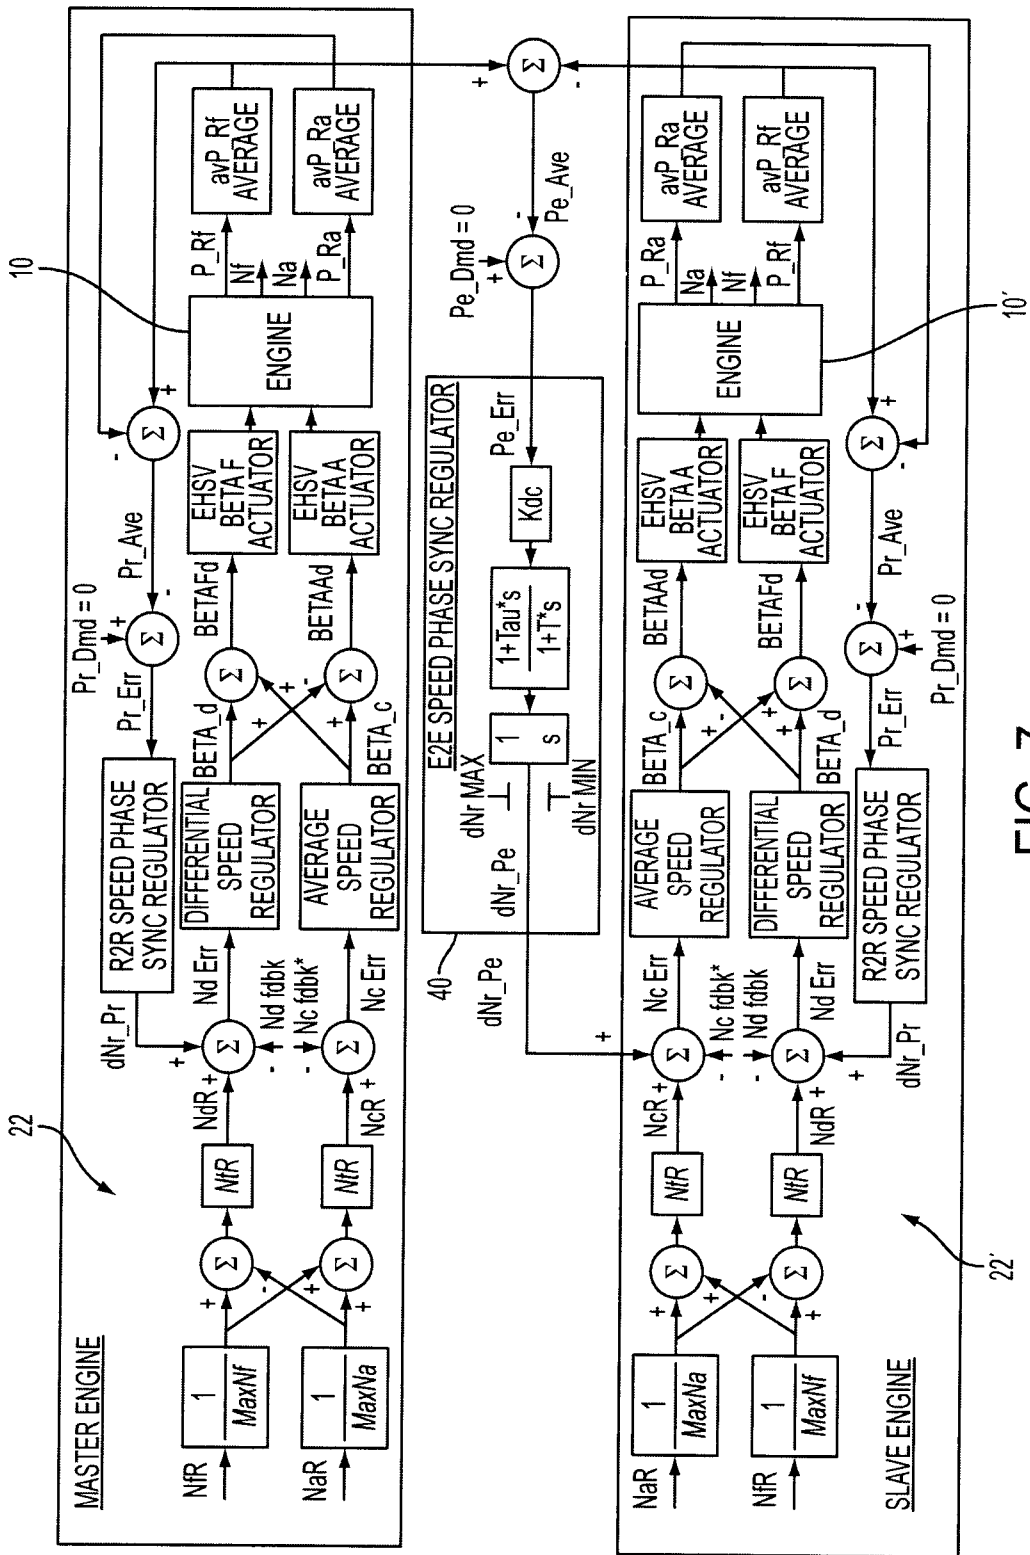 MASTER ENGINE
22
10
NfR
1
MaxNf
NaR
1
MaxNa
Σ
+
-
Σ
+
+
NtR
NtR
NdR
+
NcR
+
Σ
+
-
Σ
-
dNr_Pr
Nd fdbk
Nc fdbk*
Nd Err
Nc Err
R2R SPEED PHASE
SYNC REGULATOR
DIFFERENTIAL
SPEED
REGULATOR
AVERAGE
SPEED
REGULATOR
Pr_Err
Pr_Dmd = 0
+
Σ
-
Pr_Ave
Σ
-
+
BETA_d
BETA_c
Σ
+
+
Σ
+
-
BETAFd
BETAAd
EHSV
BETA F
ACTUATOR
EHSV
BETA A
ACTUATOR
ENGINE
P_Rf
Nf
Na
P_Ra
avP_Rf
AVERAGE
avP_Ra
AVERAGE
Σ
+
-
Pe_Ave
Pe_Dmd = 0
+
-
Σ
E2E SPEED PHASE SYNC REGULATOR
Pe_Err
Kdc
1+Tau*s
1+T*s
1
s
dNr MAX
dNr MIN
dNr_Pe
40
dNr_Pe
SLAVE ENGINE
22'
10'
NaR
1
MaxNa
NfR
1
MaxNf
Σ
+
+
Σ
-
+
NtR
NtR
NcR
+
NdR
+
Σ
+
-
Σ
-
+
Nc fdbk*
Nd fdbk
Nc Err
Nd Err
dNr_Pr
AVERAGE
SPEED
REGULATOR
DIFFERENTIAL
SPEED
REGULATOR
R2R SPEED PHASE
SYNC REGULATOR
BETA_c
BETA_d
Σ
+
-
Σ
+
+
BETAAd
BETAFd
Pr_Err
Pr_Dmd = 0
+
Σ
-
Pr_Ave
Σ
+
-
EHSV
BETA A
ACTUATOR
EHSV
BETA F
ACTUATOR
ENGINE
P_Ra
Na
Nf
P_Rf
avP_Ra
AVERAGE
avP_Rf
AVERAGE
FIG. 3